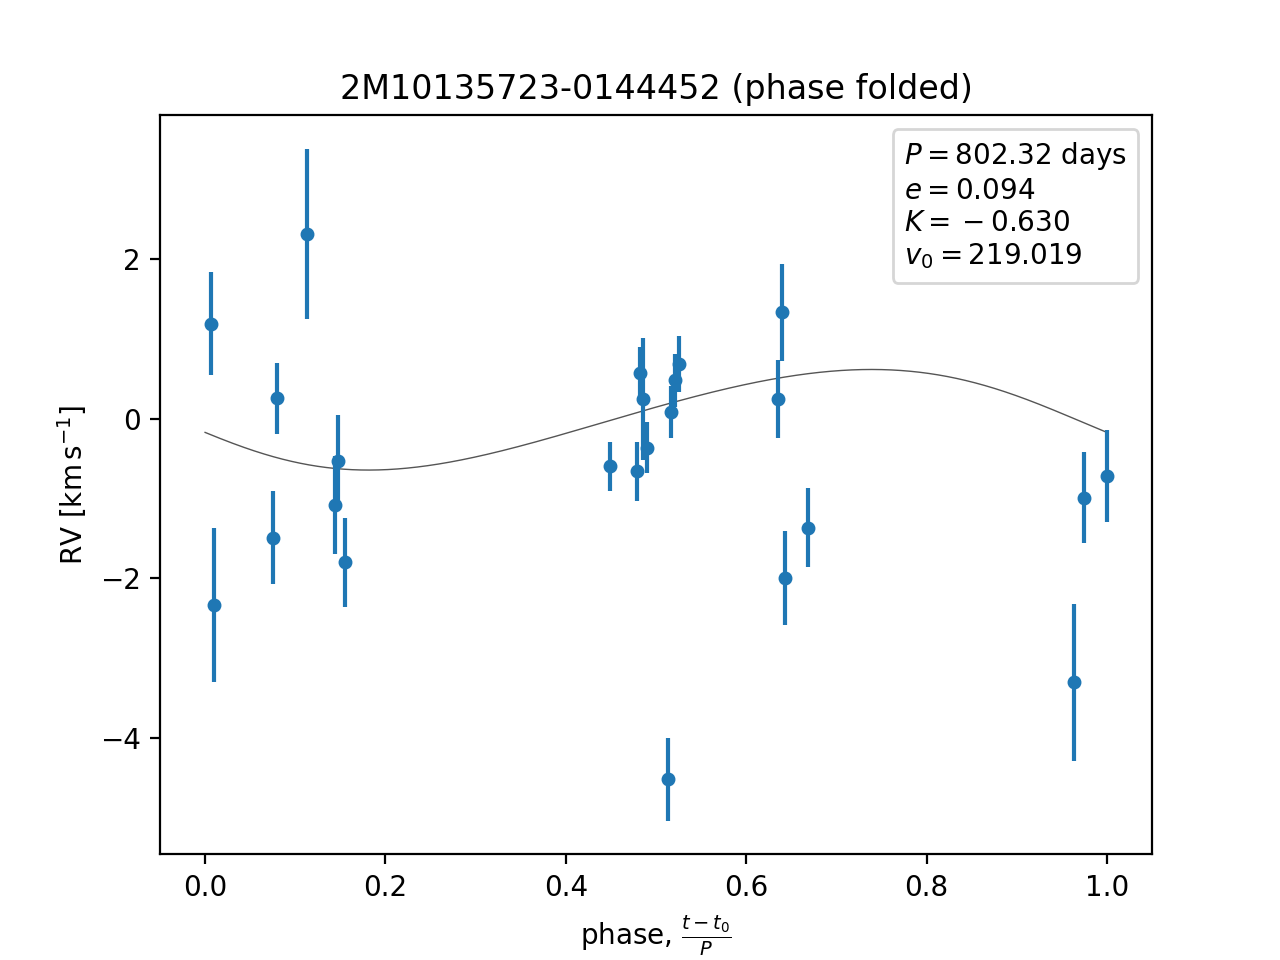 2M10135723-0144452 (phase folded)
P = 802.32 days
e = 0.094
K = −0.630
v₀ = 219.019
RV [km s⁻¹]
2
0
−2
−4
0.0 0.2 0.4 0.6 0.8 1.0
phase, (t − t₀)/P